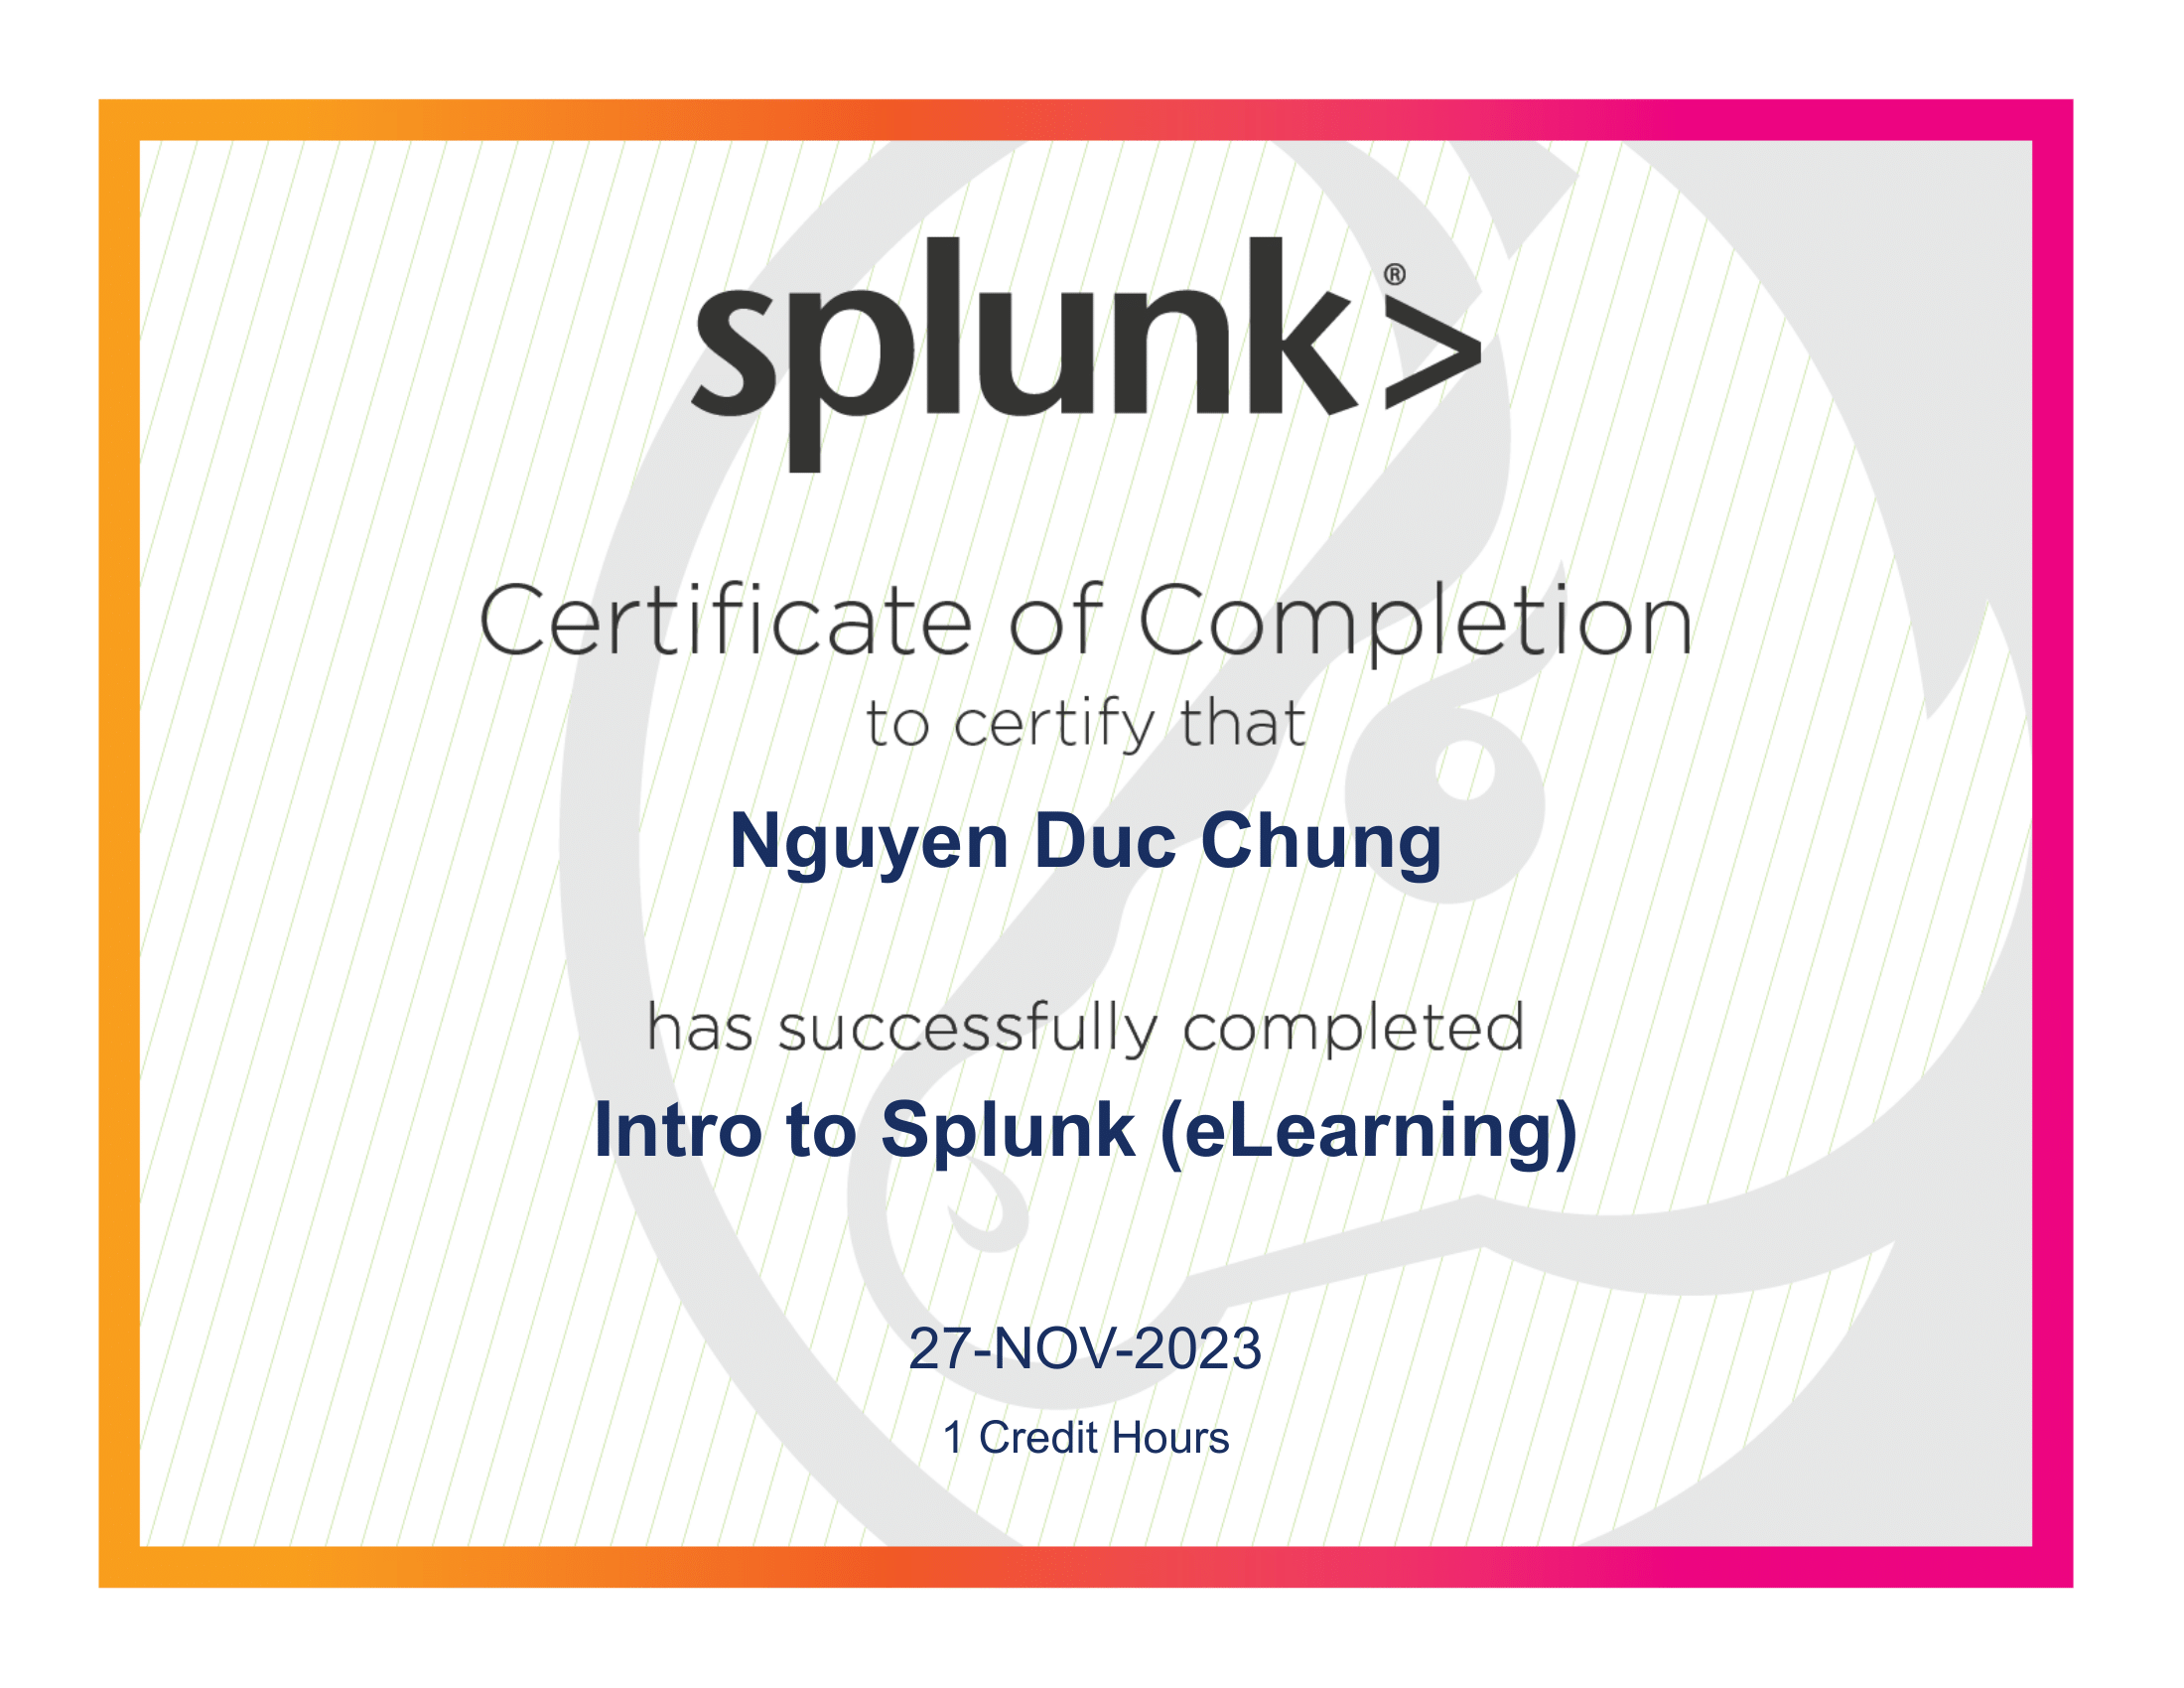 splunk>®
Certificate of Completion
to certify that
Nguyen Duc Chung
has successfully completed
Intro to Splunk (eLearning)
27-NOV-2023
1 Credit Hours